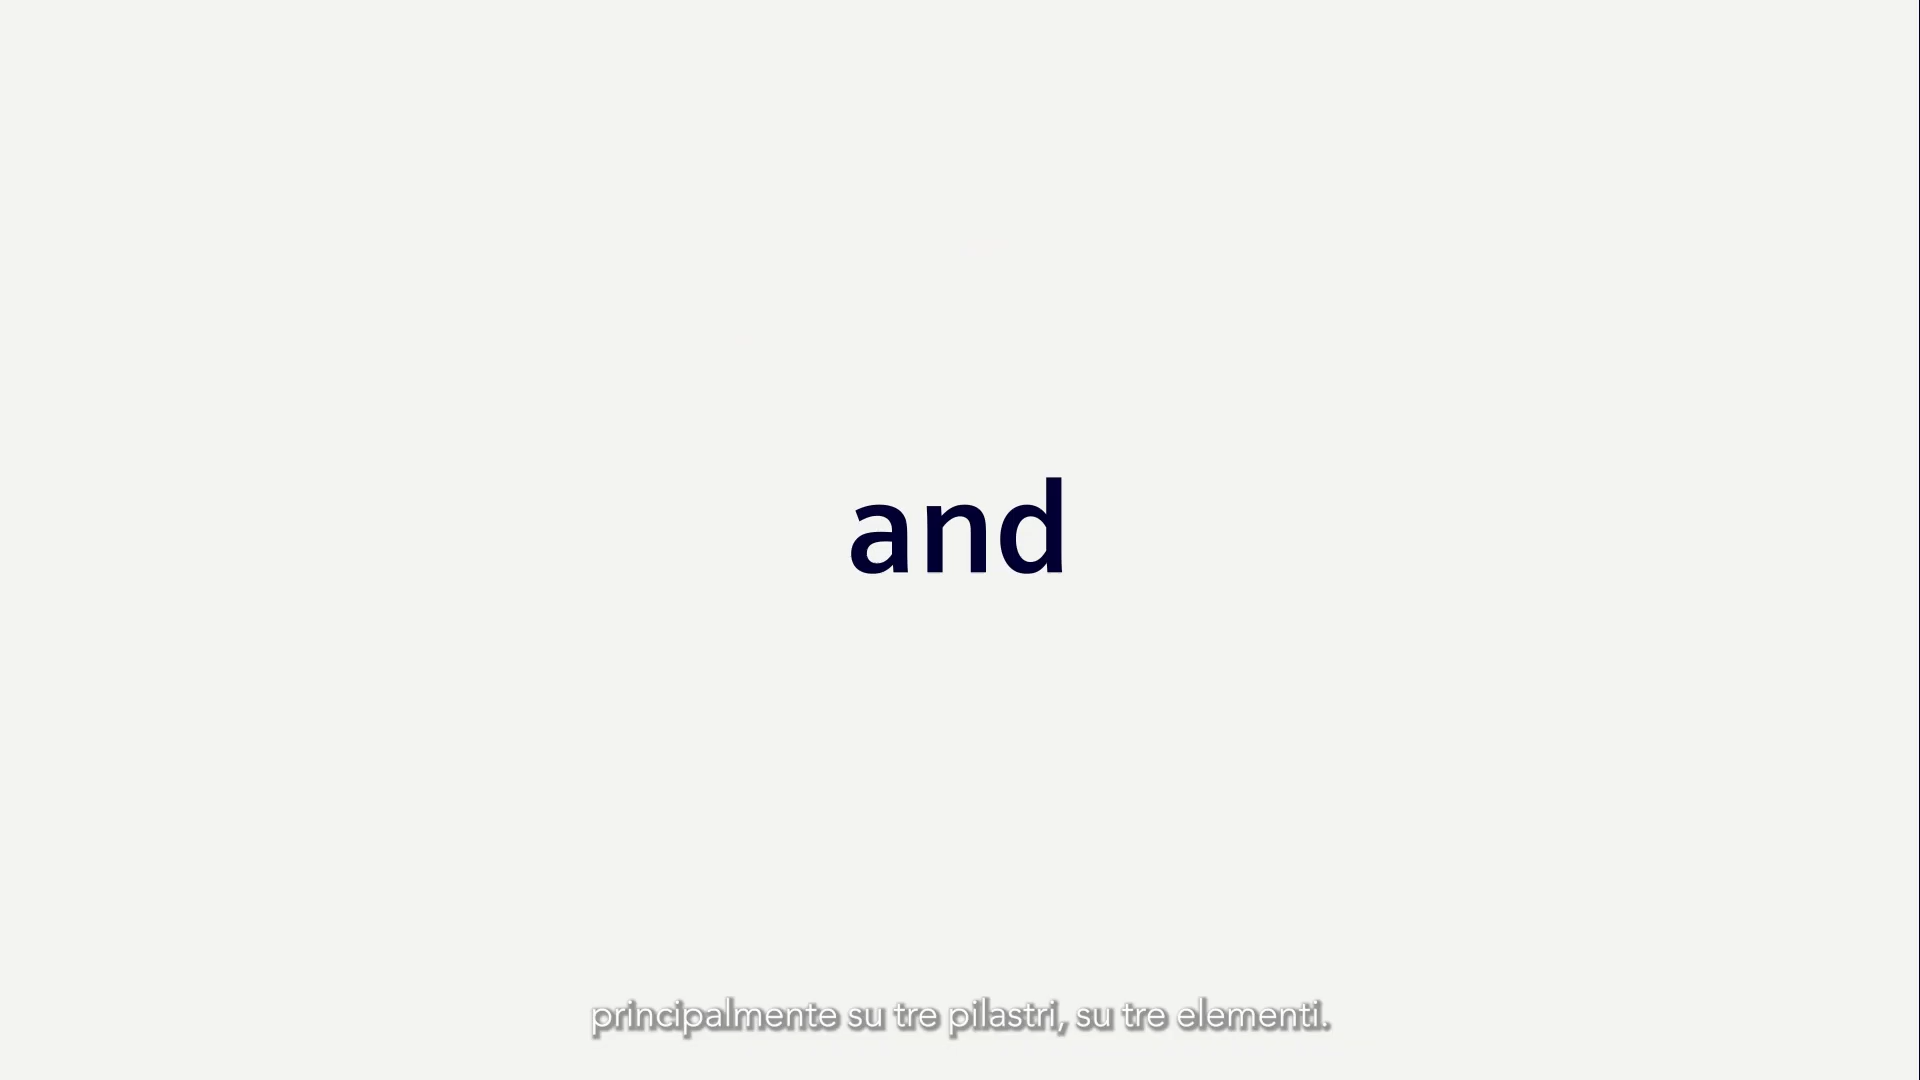 and
principalmente su tre pilastri, su tre elementi.